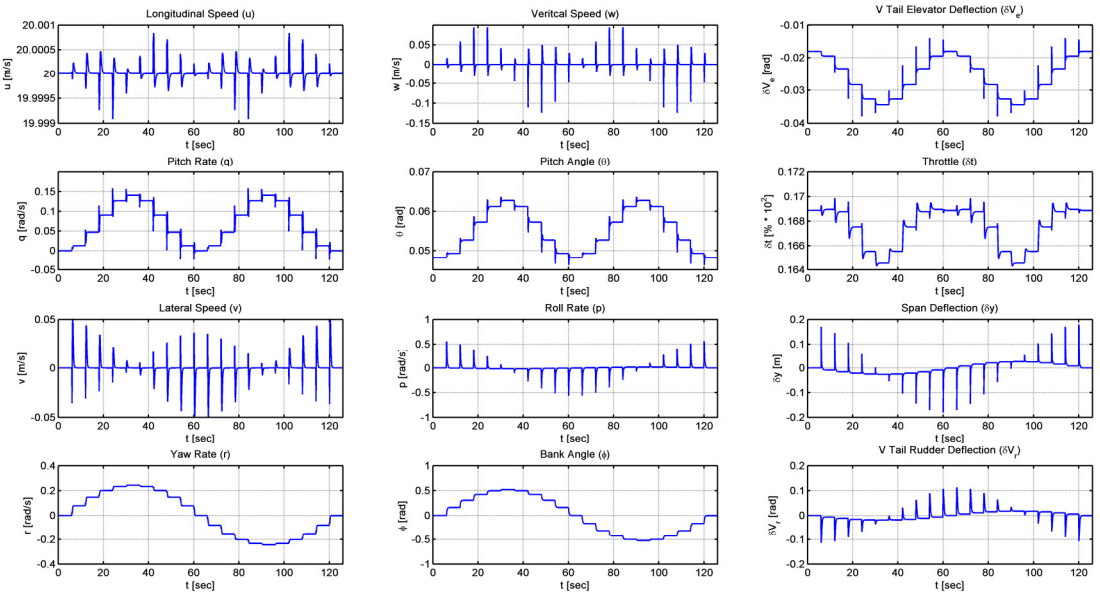 Longitudinal Speed (u)
20.001
20.0005
20
19.9995
19.999
u [m/s]
0 20 40 60 80 100 120
t [sec]
Veritcal Speed (w)
0.05
0
-0.05
-0.1
-0.15
w [m/s]
0 20 40 60 80 100 120
t [sec]
V Tail Elevator Deflection (δVe)
-0.01
-0.02
-0.03
-0.04
δVe [rad]
0 20 40 60 80 100 120
t [sec]
Pitch Rate (q)
0.15
0.1
0.05
0
-0.05
q [rad/s]
0 20 40 60 80 100 120
t [sec]
Pitch Angle (θ)
0.07
0.06
0.05
θ [rad]
0 20 40 60 80 100 120
t [sec]
Throttle (δt)
0.172
0.17
0.168
0.166
0.164
δt [% * 10²]
0 20 40 60 80 100 120
t [sec]
Lateral Speed (v)
0.05
0
-0.05
v [m/s]
0 20 40 60 80 100 120
t [sec]
Roll Rate (p)
1
0.5
0
-0.5
-1
p [rad/s]
0 20 40 60 80 100 120
t [sec]
Span Deflection (δy)
0.2
0.1
0
-0.1
-0.2
δy [m]
0 20 40 60 80 100 120
t [sec]
Yaw Rate (r)
0.4
0.2
0
-0.2
-0.4
r [rad/s]
0 20 40 60 80 100 120
t [sec]
Bank Angle (ϕ)
1
0.5
0
-0.5
-1
ϕ [rad]
0 20 40 60 80 100 120
t [sec]
V Tail Rudder Deflection (δVr)
0.2
0.1
0
-0.1
-0.2
δVr [rad]
0 20 40 60 80 100 120
t [sec]